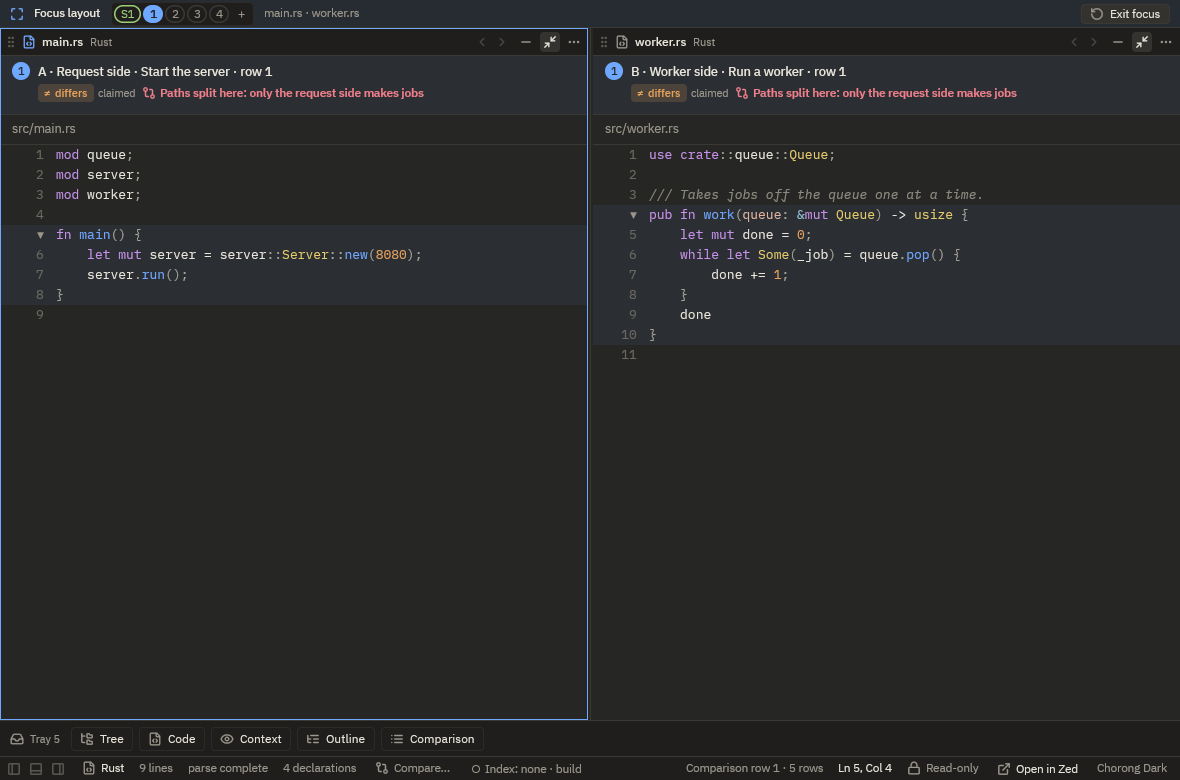 Focus layout S1 1 2 3 4 + main.rs · worker.rs Exit focus
main.rs Rust
1 A · Request side · Start the server · row 1
≠ differs claimed Paths split here: only the request side makes jobs
src/main.rs
1 mod queue;
2 mod server;
3 mod worker;
4
▼ fn main() {
6     let mut server = server::Server::new(8080);
7     server.run();
8 }
9
worker.rs Rust
1 B · Worker side · Run a worker · row 1
≠ differs claimed Paths split here: only the request side makes jobs
src/worker.rs
1 use crate::queue::Queue;
2
3 /// Takes jobs off the queue one at a time.
▼ pub fn work(queue: &mut Queue) -> usize {
5     let mut done = 0;
6     while let Some(_job) = queue.pop() {
7         done += 1;
8     }
9     done
10 }
11
Tray 5 Tree Code Context Outline Comparison
Rust 9 lines parse complete 4 declarations Compare... Index: none · build Comparison row 1 · 5 rows Ln 5, Col 4 Read-only Open in Zed Chorong Dark